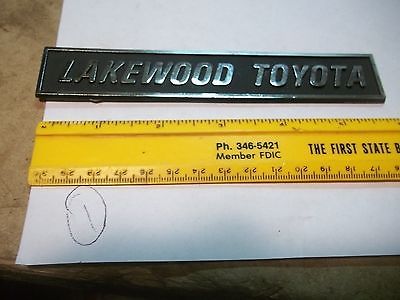 LAKEWOOD TOYOTA
Ph. 346-5421
Member FDIC
THE FIRST STATE B